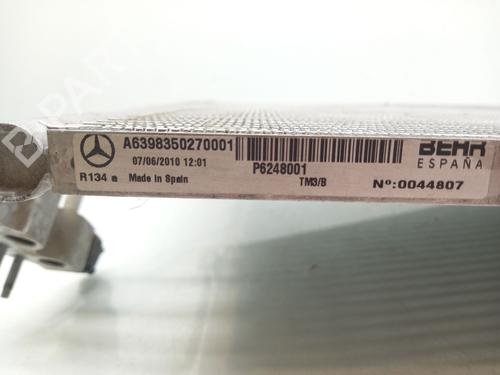 A6398350270001
07/06/2010 12:01
R134 a Made in Spain
P6248001
TM3/B
BEHR
ESPAÑA
Nº:0044807